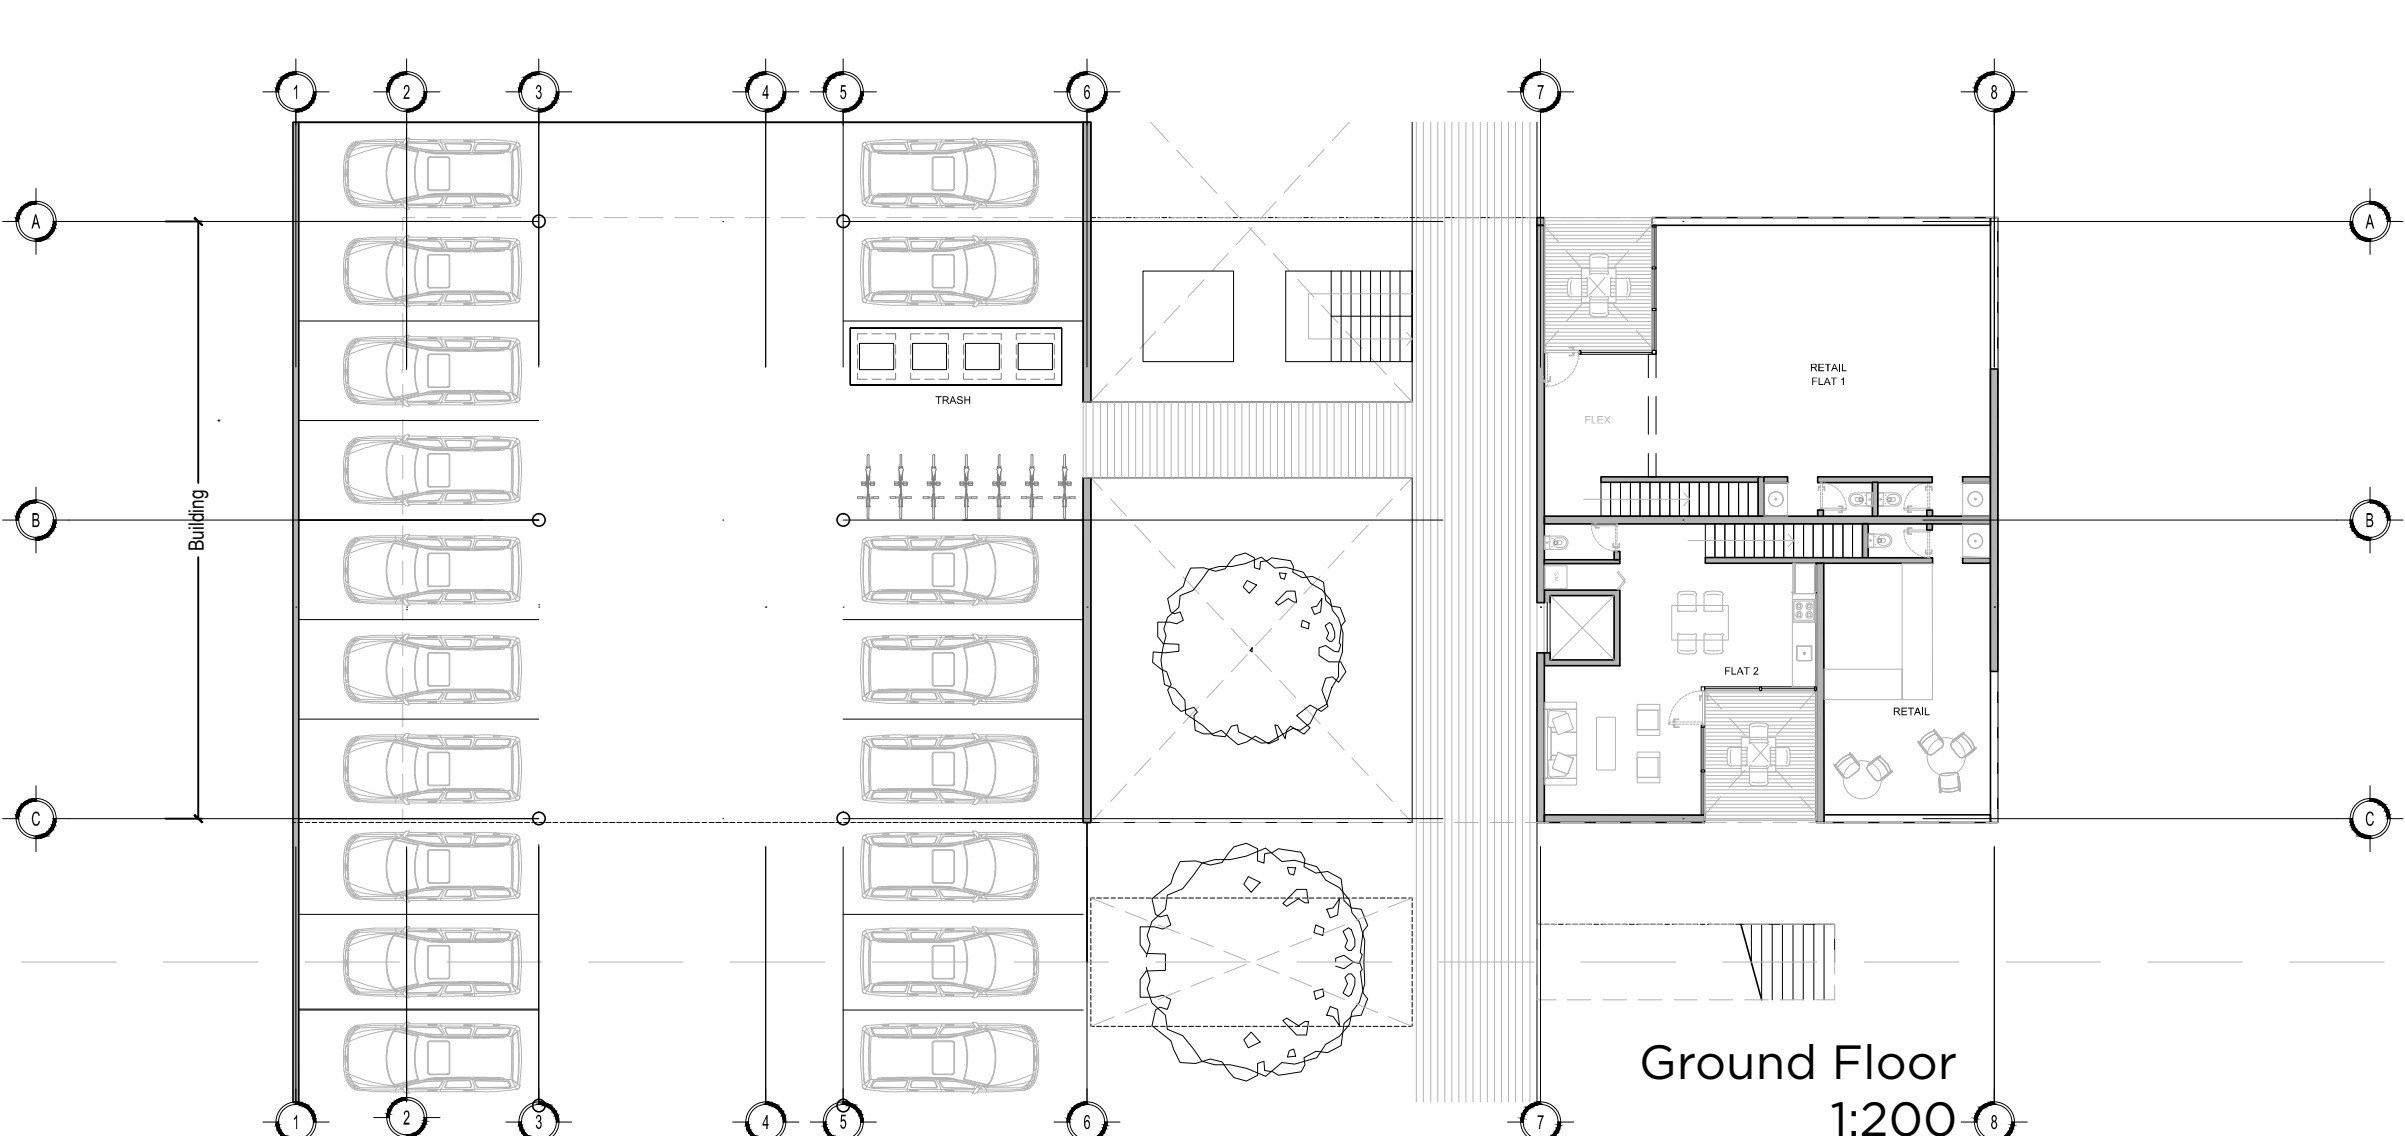 1 2 3 4 5 6 7 8
A A
RETAIL
FLAT 1
TRASH
FLEX
B B
Building
FLAT 2
RETAIL
C C
Ground Floor
1:200
1 2 3 4 5 6 7 8